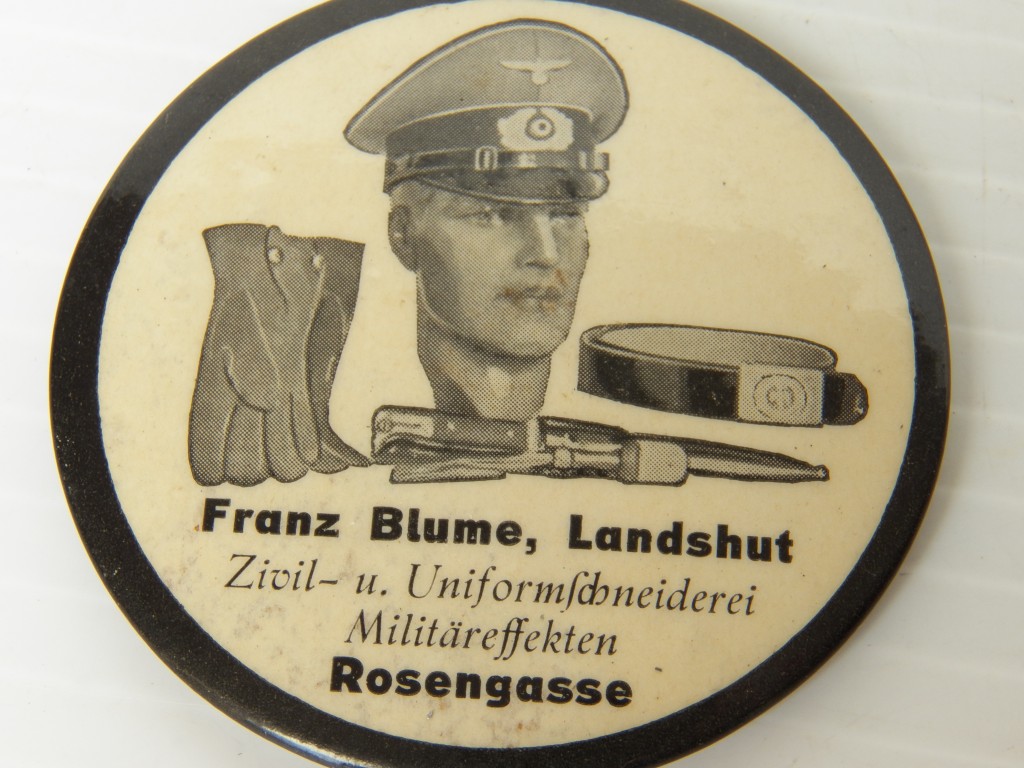 Franz Blume, Landshut
Zivil- u. Uniformſchneiderei
Militäreffekten
Rosengasse